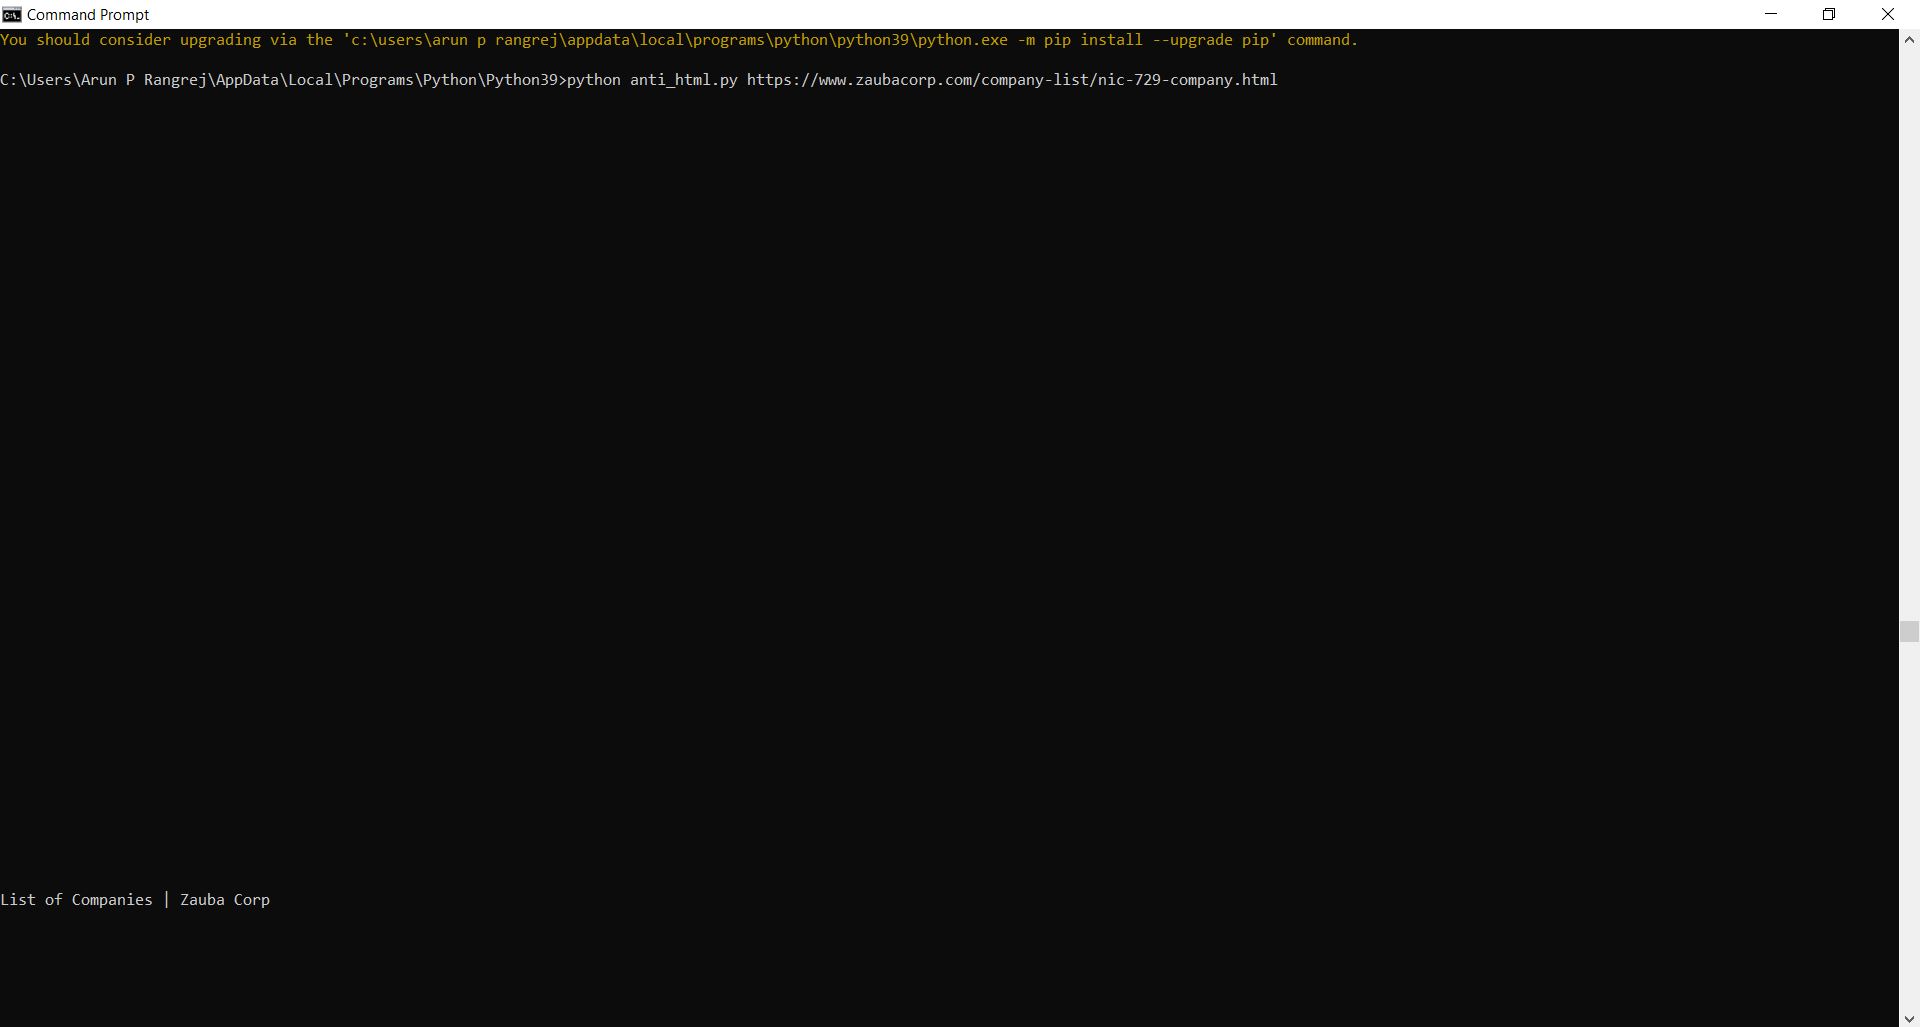 Command Prompt
You should consider upgrading via the 'c:\users\arun p rangrej\appdata\local\programs\python\python39\python.exe -m pip install --upgrade pip' command.
C:\Users\Arun P Rangrej\AppData\Local\Programs\Python\Python39>python anti_html.py https://www.zaubacorp.com/company-list/nic-729-company.html
List of Companies | Zauba Corp